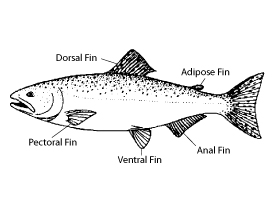 Dorsal Fin
Adipose Fin
Pectoral Fin
Anal Fin
Ventral Fin